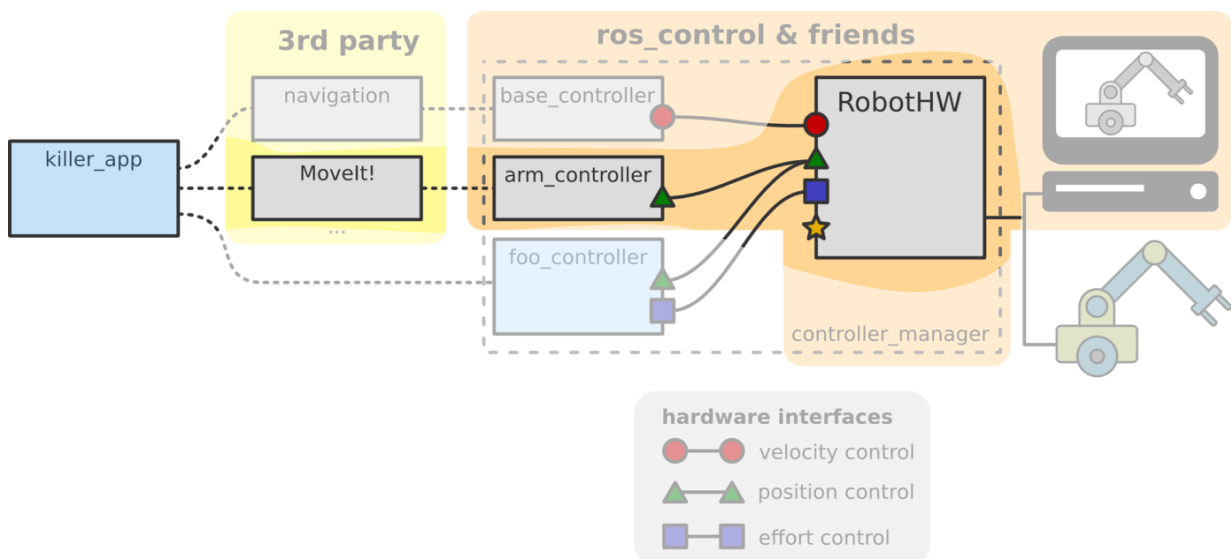 3rd party
ros_control & friends
navigation
base_controller
RobotHW
killer_app
MoveIt!
arm_controller
...
foo_controller
controller_manager
hardware interfaces
velocity control
position control
effort control